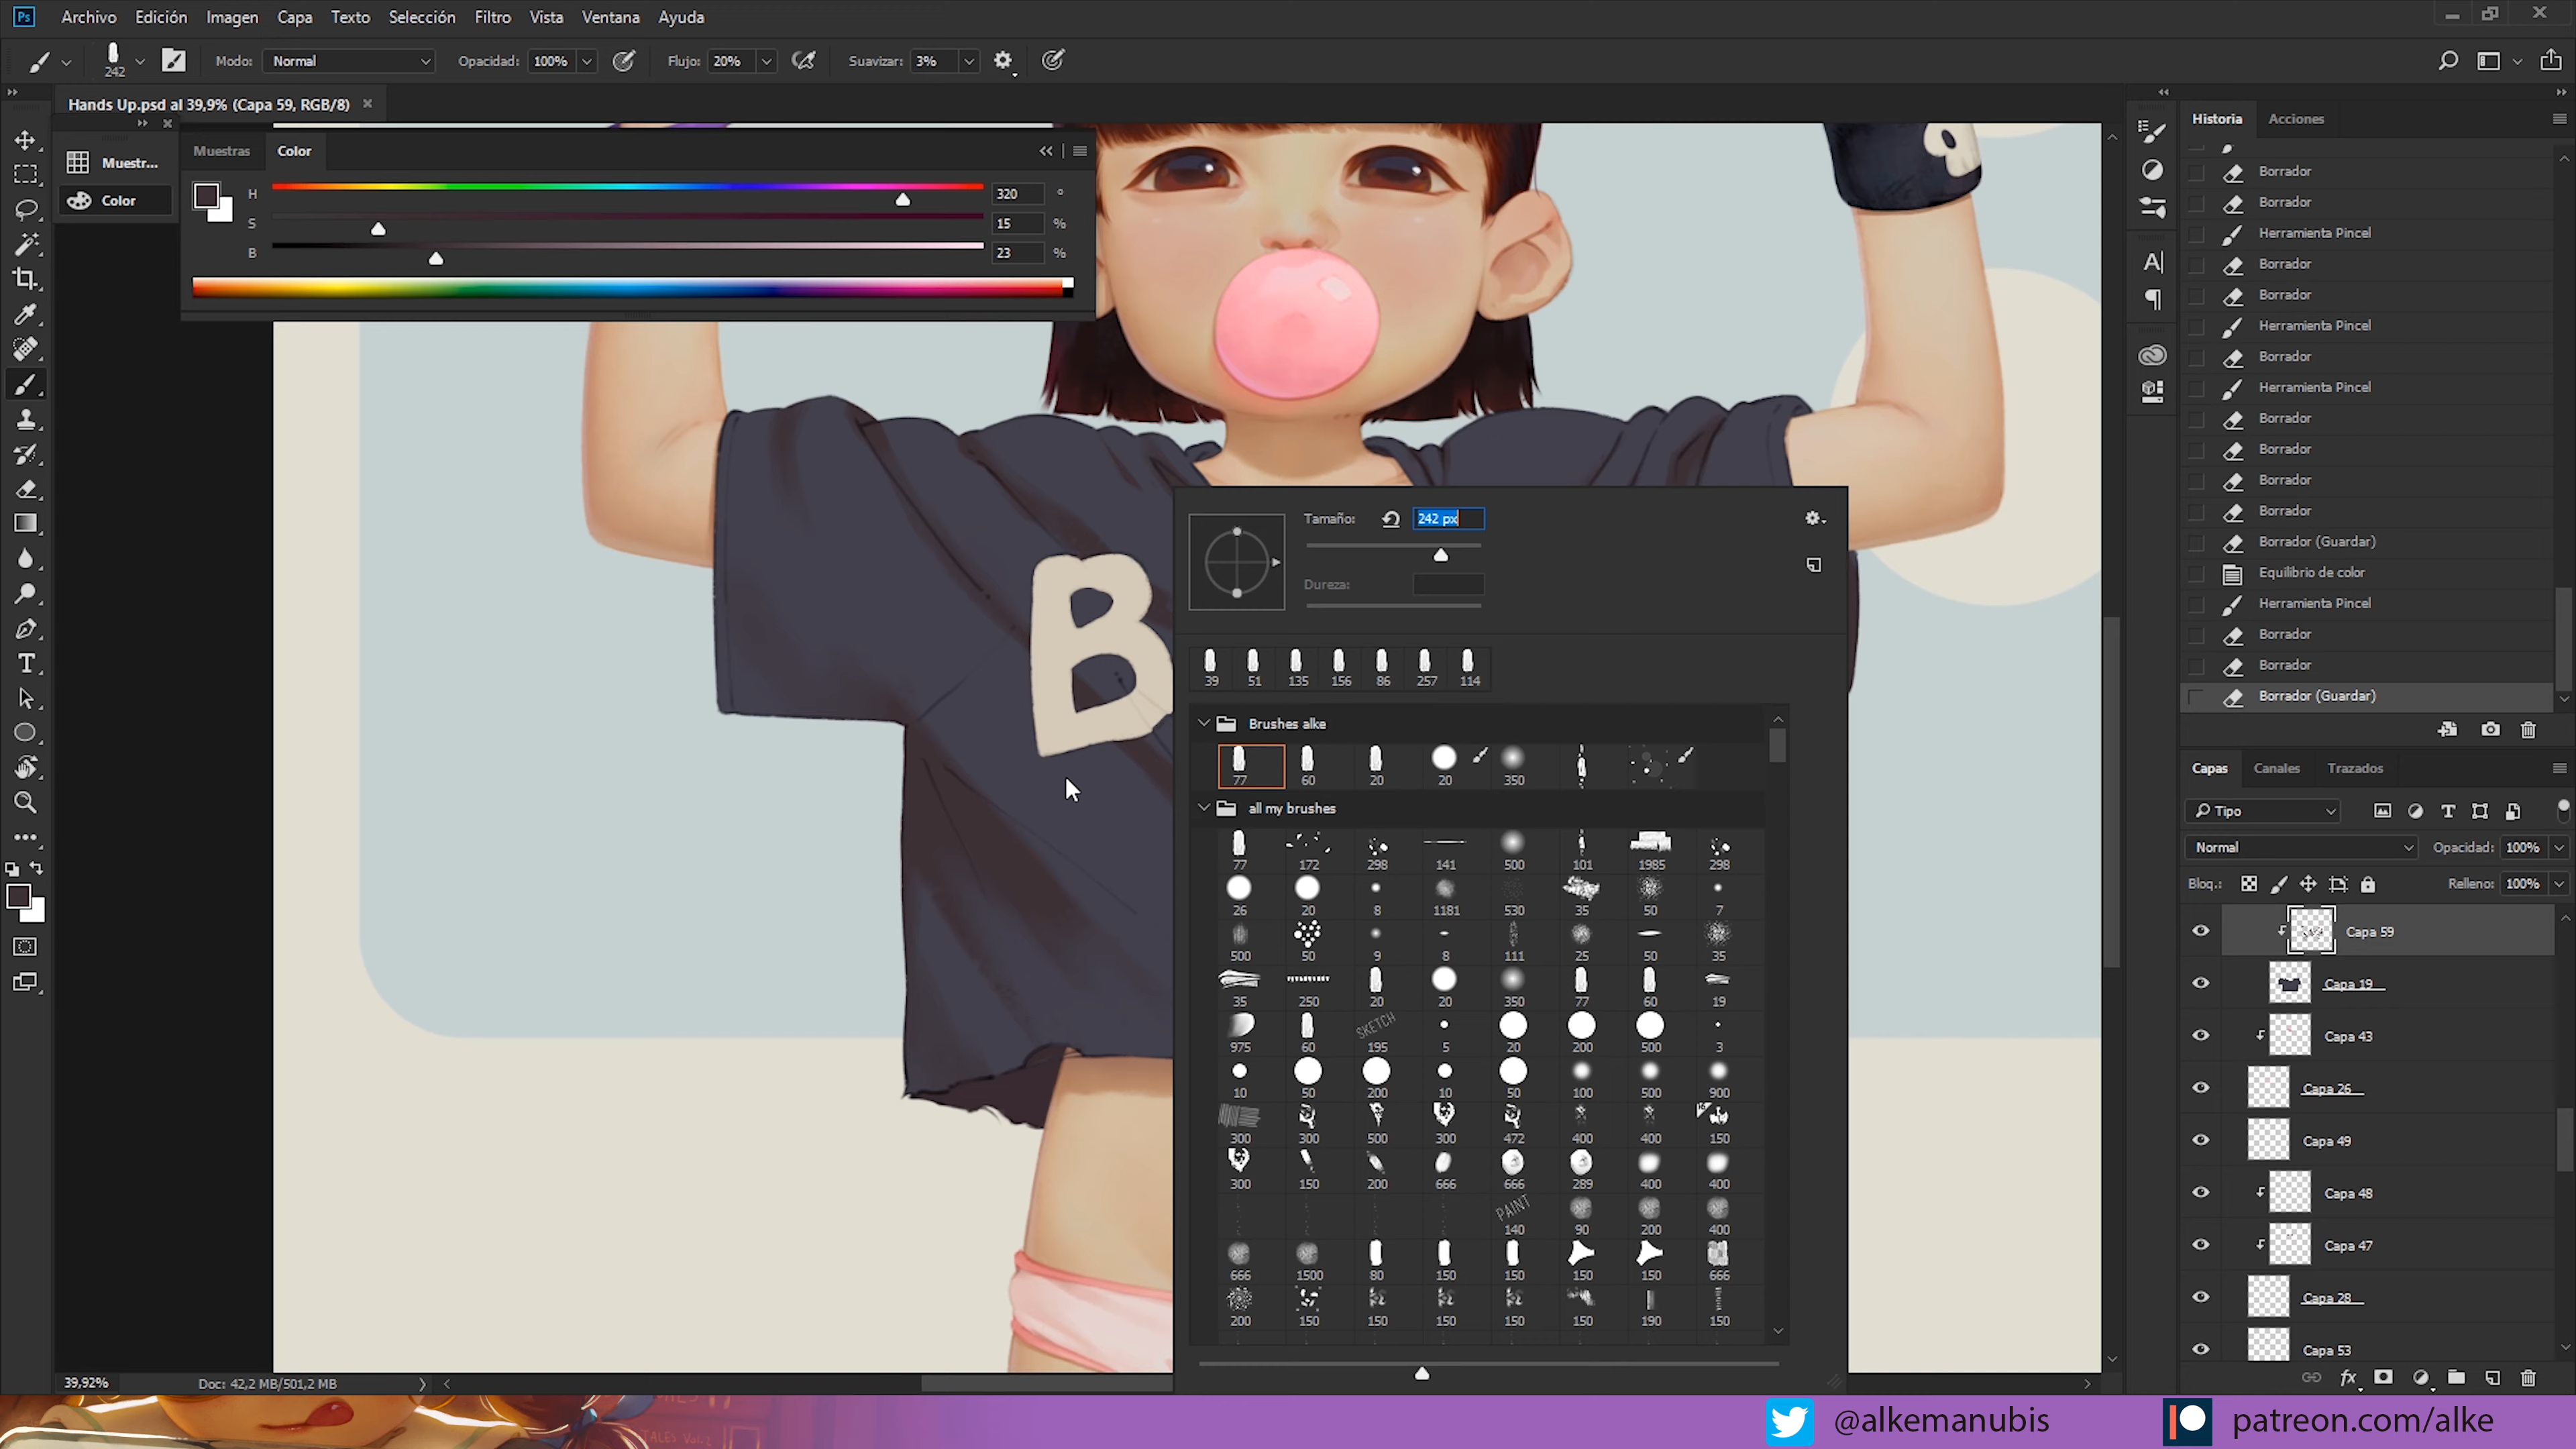 Ps Archivo Edición Imagen Capa Texto Selección Filtro Vista Ventana Ayuda
242 Modo: Normal Opacidad: 100% Flujo: 20% Suavizar: 3%
Hands Up.psd al 39,9% (Capa 59, RGB/8)
Muestr...
Color
Muestras Color
H 320 °
S 15 %
B 23 %
B
Tamaño: 242 px
Dureza:
39 51 135 156 86 257 114
Brushes alke
77 60 20 20 350
all my brushes
77 172 298 141 500 101 1985 298
26 20 8 1181 530 35 50 7
500 50 9 8 111 25 50 35
35 250 20 20 350 77 60 19
SKETCH
975 60 195 5 20 200 500 3
10 50 200 10 50 100 500 900
300 300 500 300 472 400 400 150
300 150 200 666 666 289 400 400
PAINT
140 90 200 400
666 1500 80 150 150 150 150 666
200 150 150 150 150 150 190 150
Historia Acciones
Borrador
Borrador
Herramienta Pincel
Borrador
Borrador
Herramienta Pincel
Borrador
Herramienta Pincel
Borrador
Borrador
Borrador
Borrador
Borrador (Guardar)
Equilibrio de color
Herramienta Pincel
Borrador
Borrador
Borrador (Guardar)
Capas Canales Trazados
Tipo
Normal Opacidad: 100%
Bloq.: Relleno: 100%
Capa 59
Capa 19
Capa 43
Capa 26
Capa 49
Capa 48
Capa 47
Capa 28
Capa 53
39,92% Doc: 42,2 MB/501,2 MB
@alkemanubis patreon.com/alke